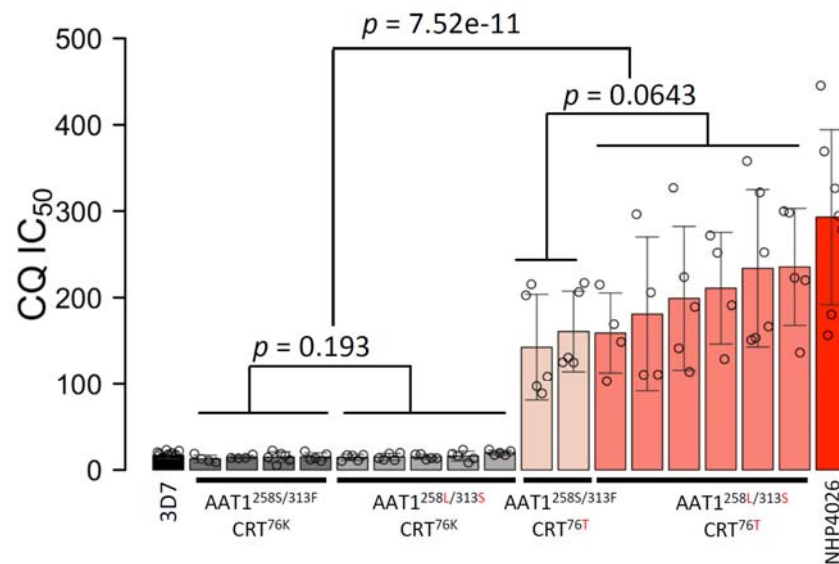 p = 7.52e-11
p = 0.0643
p = 0.193
CQ IC50
500
400
300
200
100
0
3D7
AAT1258S/313F
CRT76K
AAT1258L/313S
CRT76K
AAT1258S/313F
CRT76T
AAT1258L/313S
CRT76T
NHP4026